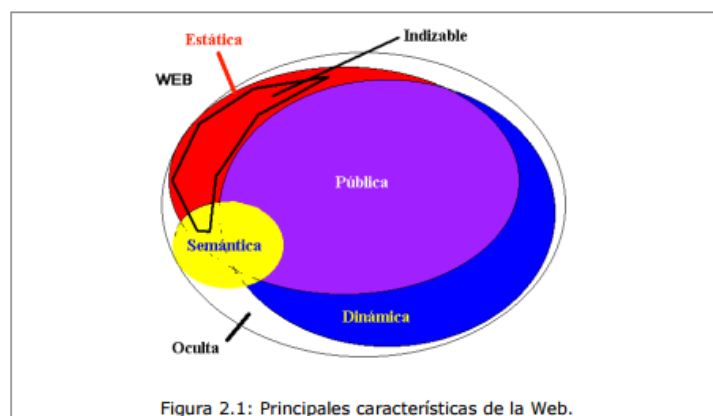 Indizable
Estática
WEB
Pública
Semántica
Dinámica
Oculta
Figura 2.1: Principales características de la Web.